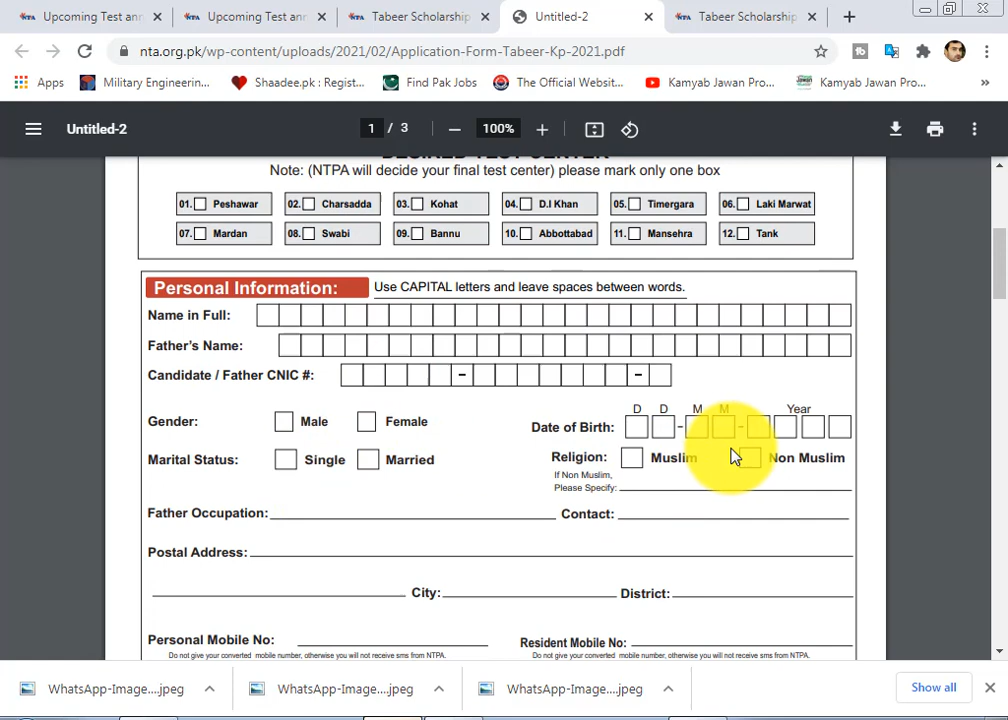 Upcoming Test ann
Upcoming Test ann
Tabeer Scholarship
Untitled-2
Tabeer Scholarship
nta.org.pk/wp-content/uploads/2021/02/Application-Form-Tabeer-Kp-2021.pdf
Apps
Military Engineerin...
Shaadee.pk : Regist...
Find Pak Jobs
The Official Websit...
Kamyab Jawan Pro...
Kamyab Jawan Pro...
Untitled-2
1 / 3
100%
DESIRED TEST CENTER
Note: (NTPA will decide your final test center) please mark only one box
01. Peshawar
02. Charsadda
03. Kohat
04. D.I Khan
05. Timergara
06. Laki Marwat
07. Mardan
08. Swabi
09. Bannu
10. Abbottabad
11. Mansehra
12. Tank
Personal Information:
Use CAPITAL letters and leave spaces between words.
Name in Full:
Father's Name:
Candidate / Father CNIC #:
Gender:
Male
Female
D D M M Year
Date of Birth:
Marital Status:
Single
Married
Religion:
Muslim
Non Muslim
If Non Muslim,
Please Specify:
Father Occupation:
Contact:
Postal Address:
City:
District:
Personal Mobile No:
Resident Mobile No:
Do not give your converted mobile number, otherwise you will not receive sms from NTPA.
Do not give your converted mobile number, otherwise you will not receive sms from NTPA.
WhatsApp-Image....jpeg
WhatsApp-Image....jpeg
WhatsApp-Image....jpeg
Show all